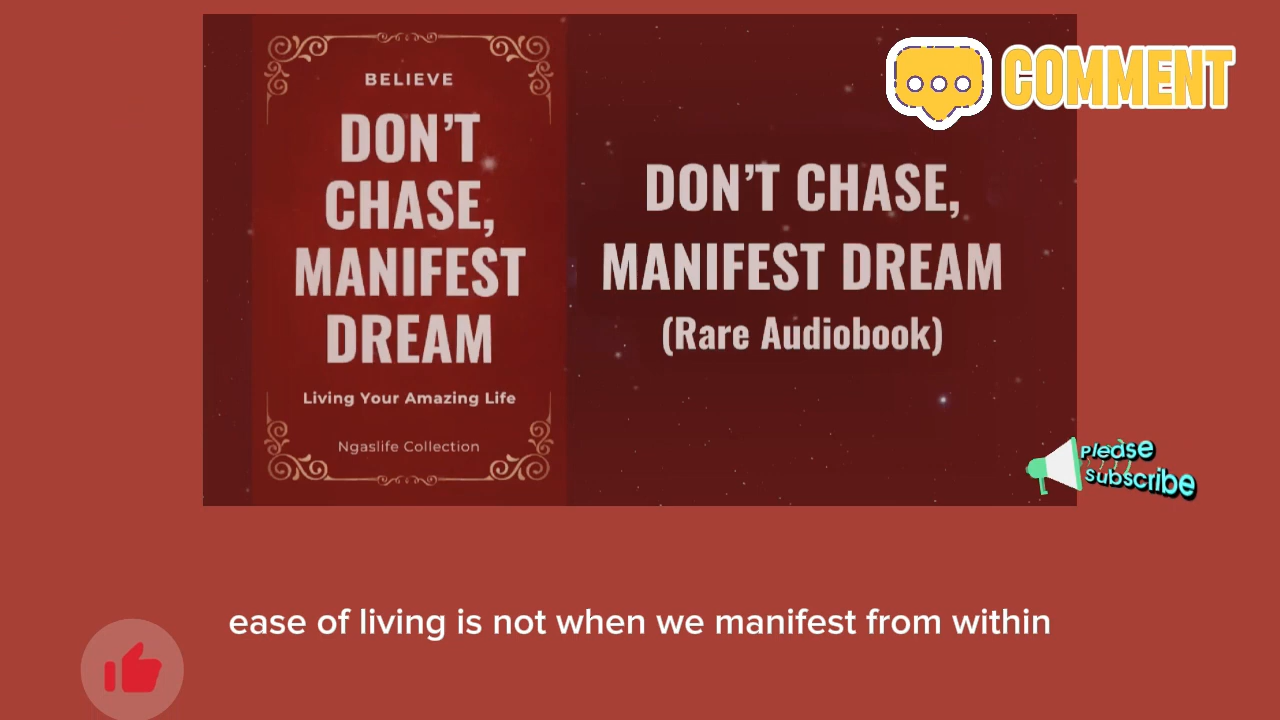 BELIEVE
DON'T
CHASE,
MANIFEST
DREAM
Living Your Amazing Life
Ngaslife Collection
DON'T CHASE,
MANIFEST DREAM
(Rare Audiobook)
COMMENT
Please
Subscribe
ease of living is not when we manifest from within